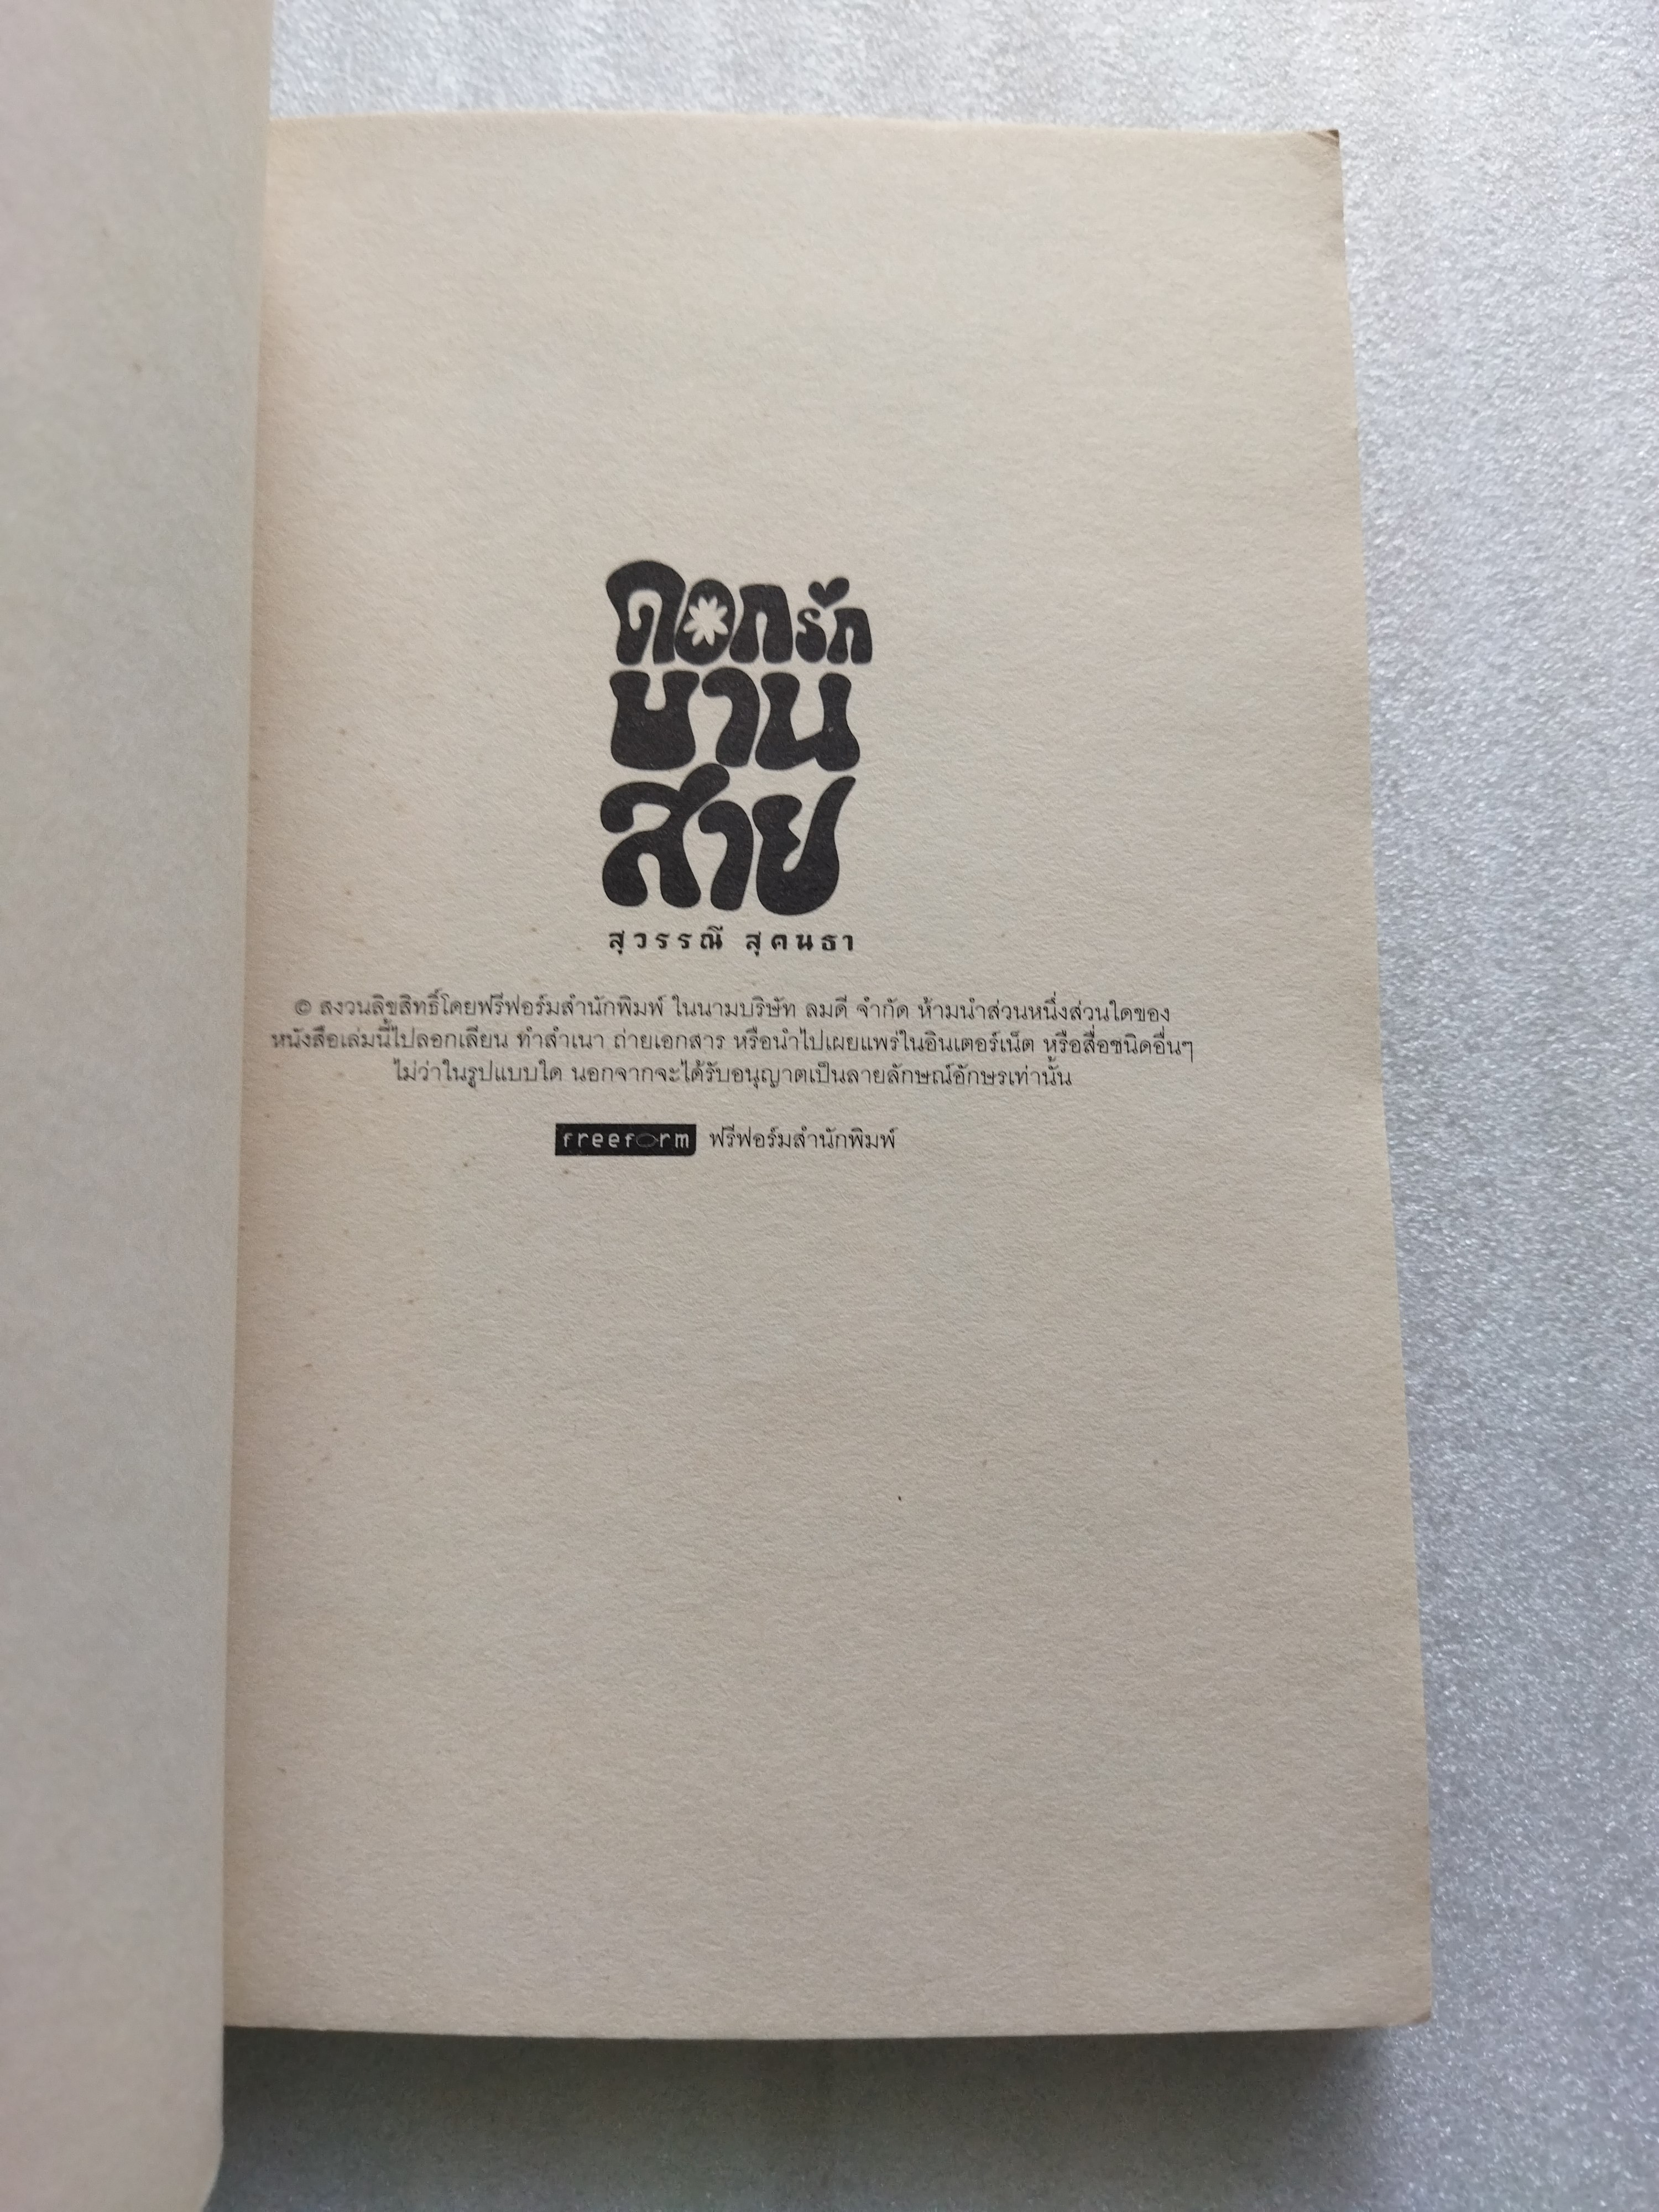 ดอกรัก
บาน
สาย
สุวรรณี สุคนธา
© สงวนลิขสิทธิ์โดยฟรีฟอร์มสำนักพิมพ์ ในนามบริษัท ลมดี จำกัด ห้ามนำส่วนหนึ่งส่วนใดของ
หนังสือเล่มนี้ไปลอกเลียน ทำสำเนา ถ่ายเอกสาร หรือนำไปเผยแพร่ในอินเตอร์เน็ต หรือสื่อชนิดอื่นๆ
ไม่ว่าในรูปแบบใด นอกจากจะได้รับอนุญาตเป็นลายลักษณ์อักษรเท่านั้น
freeform ฟรีฟอร์มสำนักพิมพ์